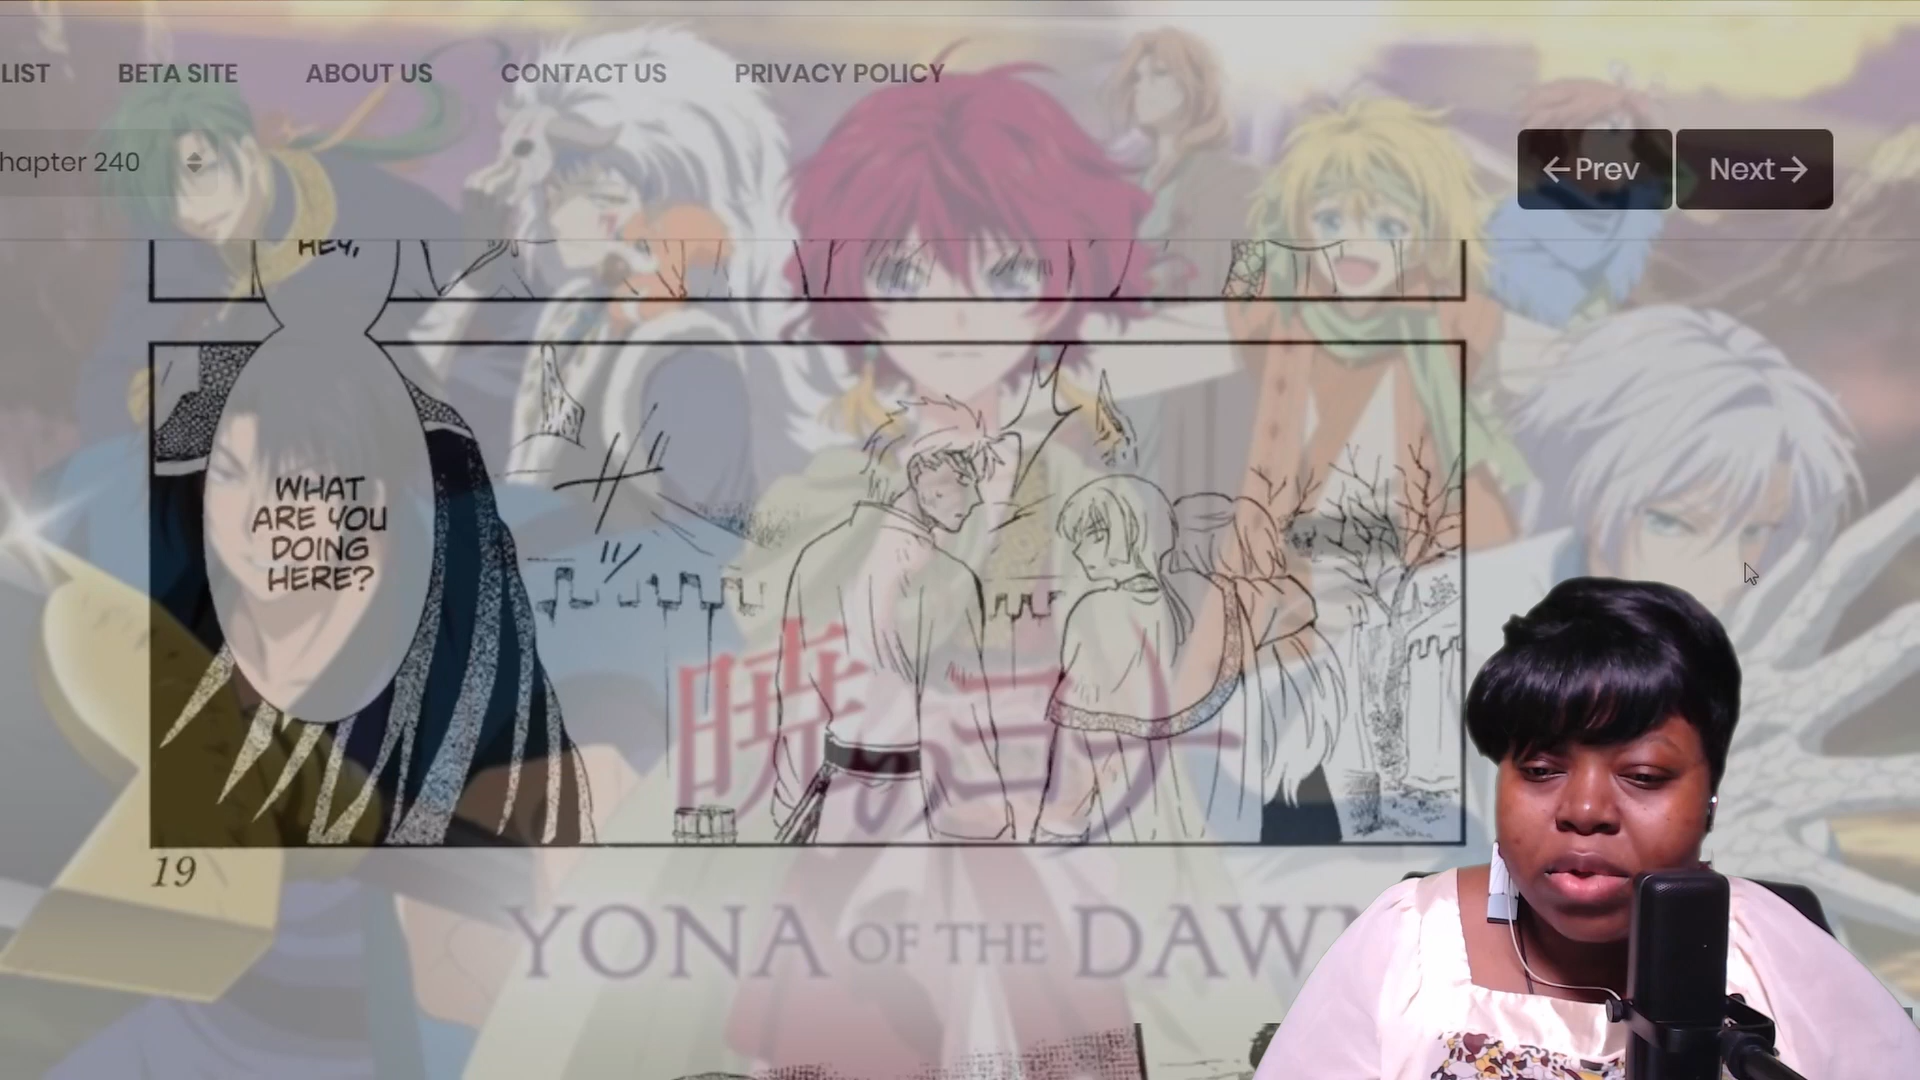 LIST BETA SITE ABOUT US CONTACT US PRIVACY POLICY
hapter 240
←Prev Next→
HEY,
WHAT
ARE YOU
DOING
HERE?
暁のヨナ
19
YONA OF THE DAWN